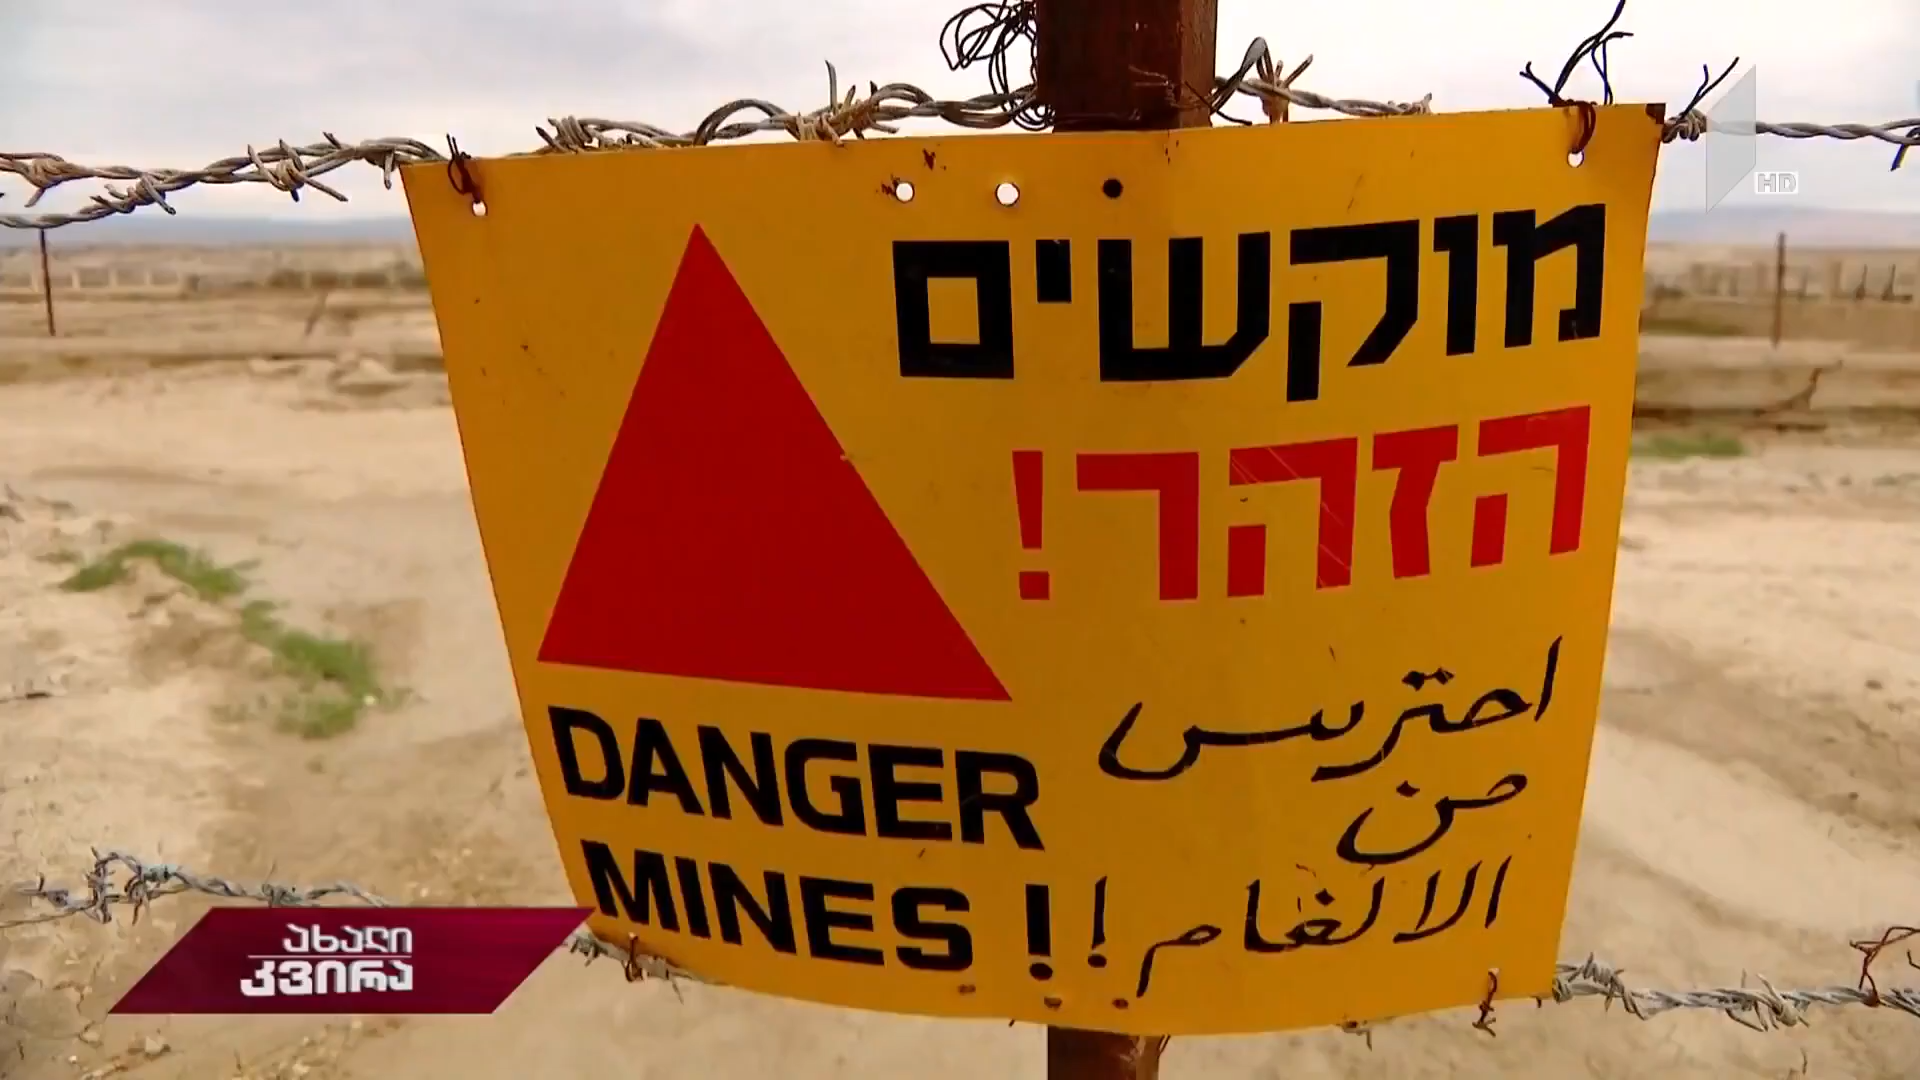 מוקשים
הזהר!
احترس
من
الالغام!
DANGER
MINES!
ახალი
კვირა
HD